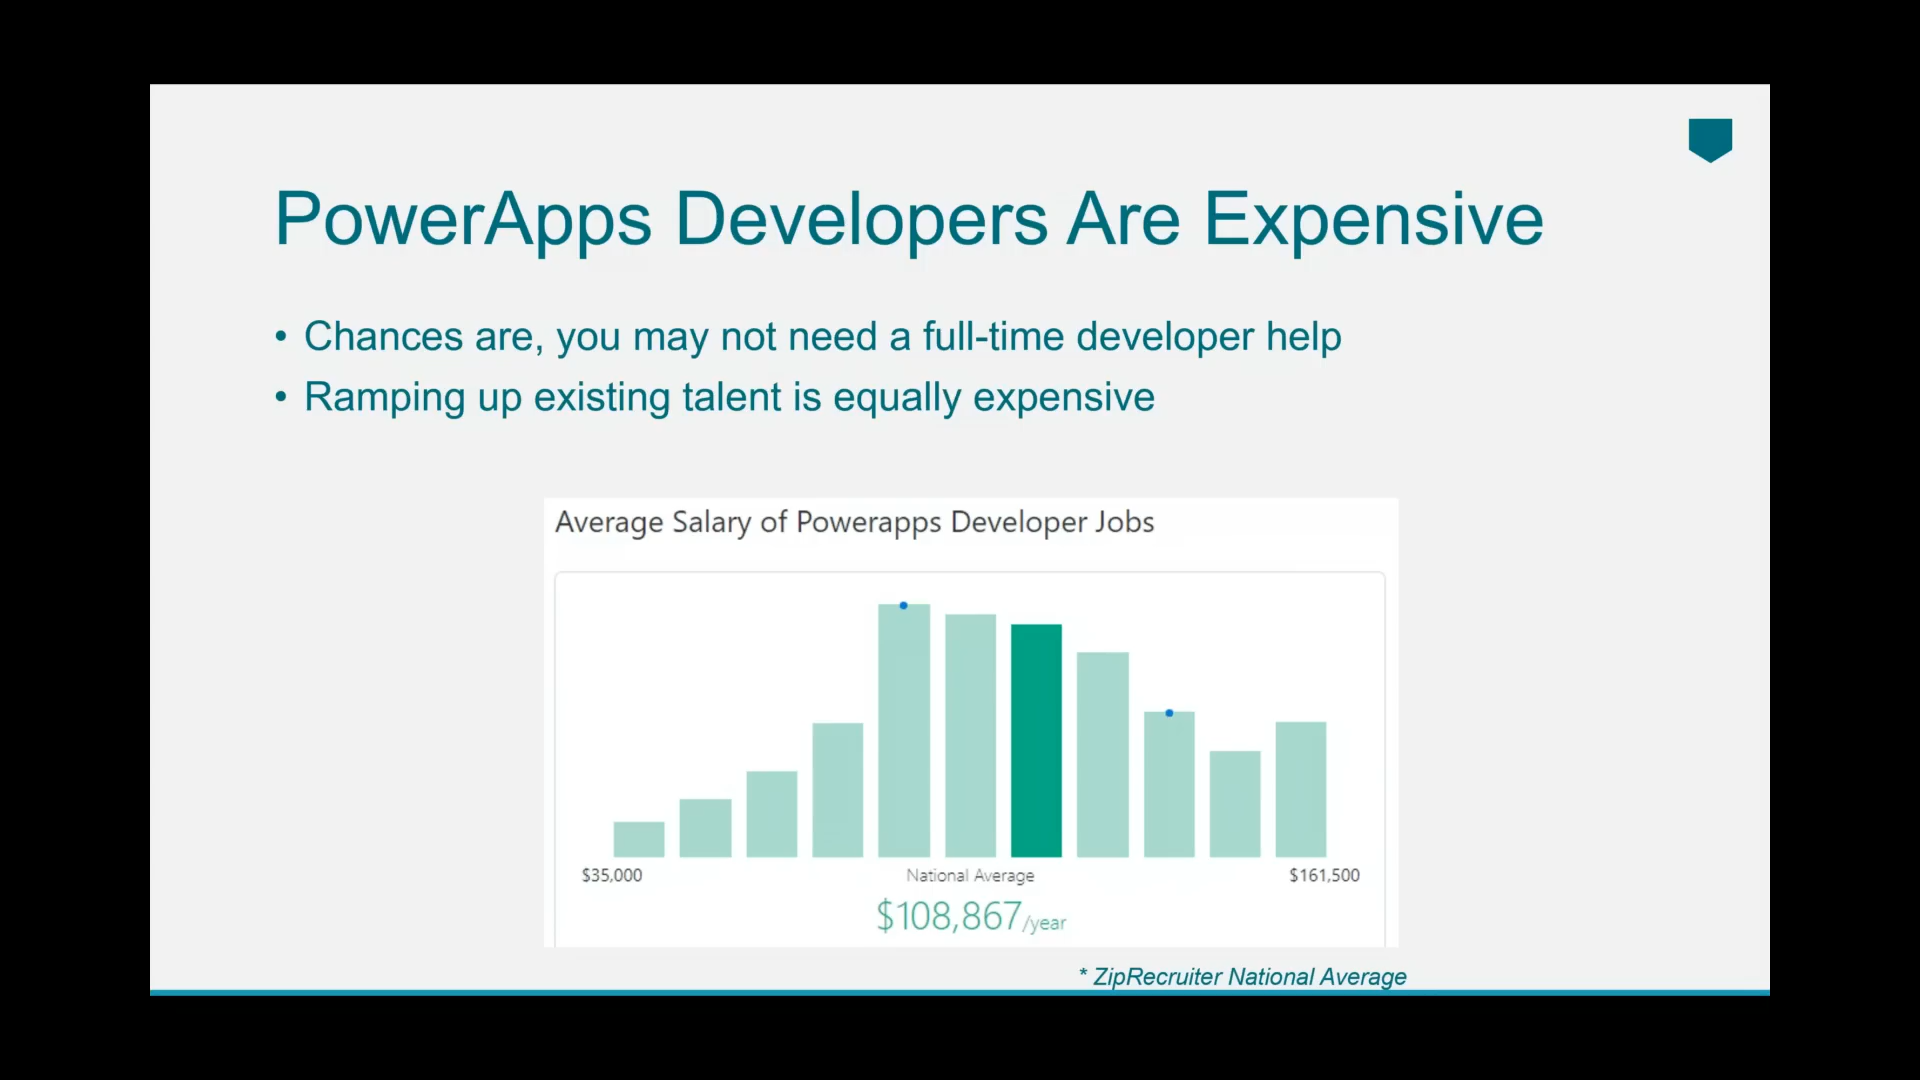 PowerApps Developers Are Expensive
• Chances are, you may not need a full-time developer help
• Ramping up existing talent is equally expensive
Average Salary of Powerapps Developer Jobs
$35,000 National Average $161,500
$108,867/year
* ZipRecruiter National Average